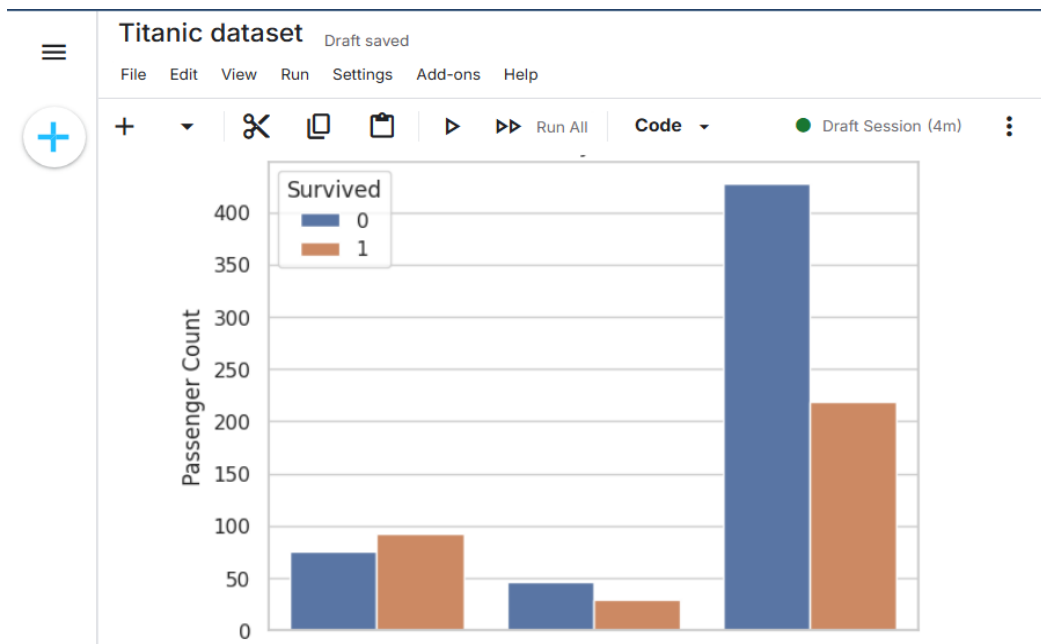 Titanic dataset Draft saved
File Edit View Run Settings Add-ons Help
Run All Code Draft Session (4m)
Survived
0
1
400
350
300
250
200
150
100
50
0
Passenger Count